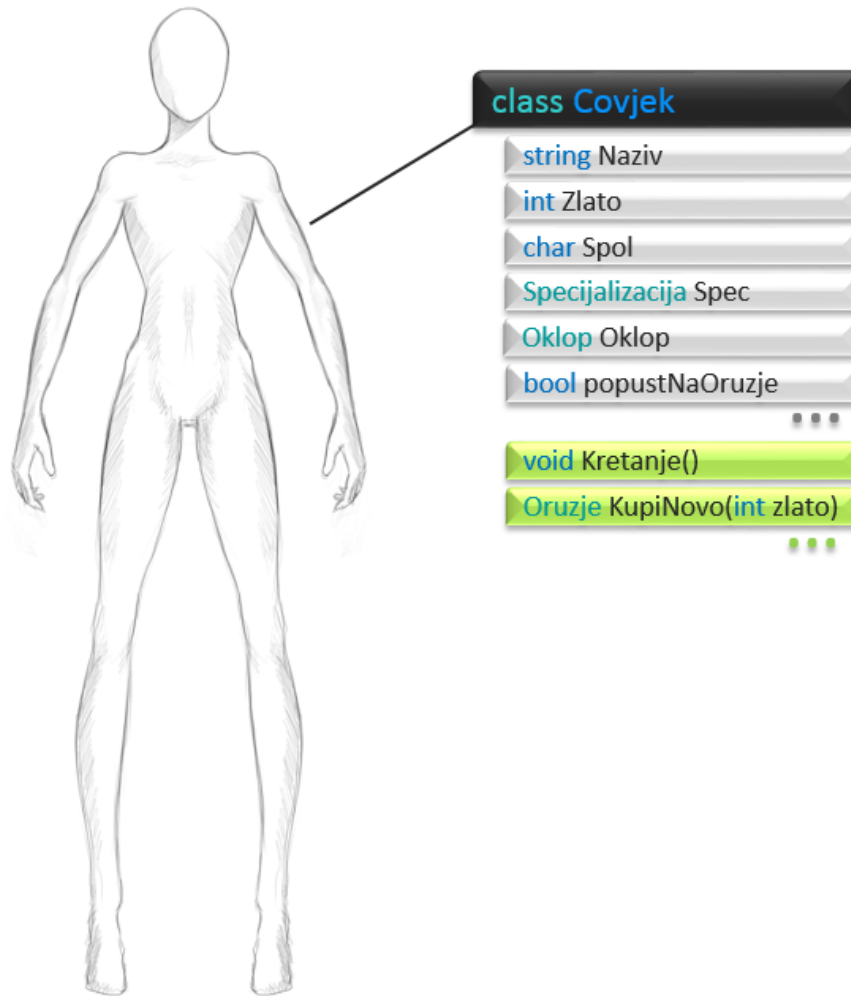 class Covjek
string Naziv
int Zlato
char Spol
Specijalizacija Spec
Oklop Oklop
bool popustNaOruzje
...
void Kretanje()
Oruzje KupiNovo(int zlato)
...